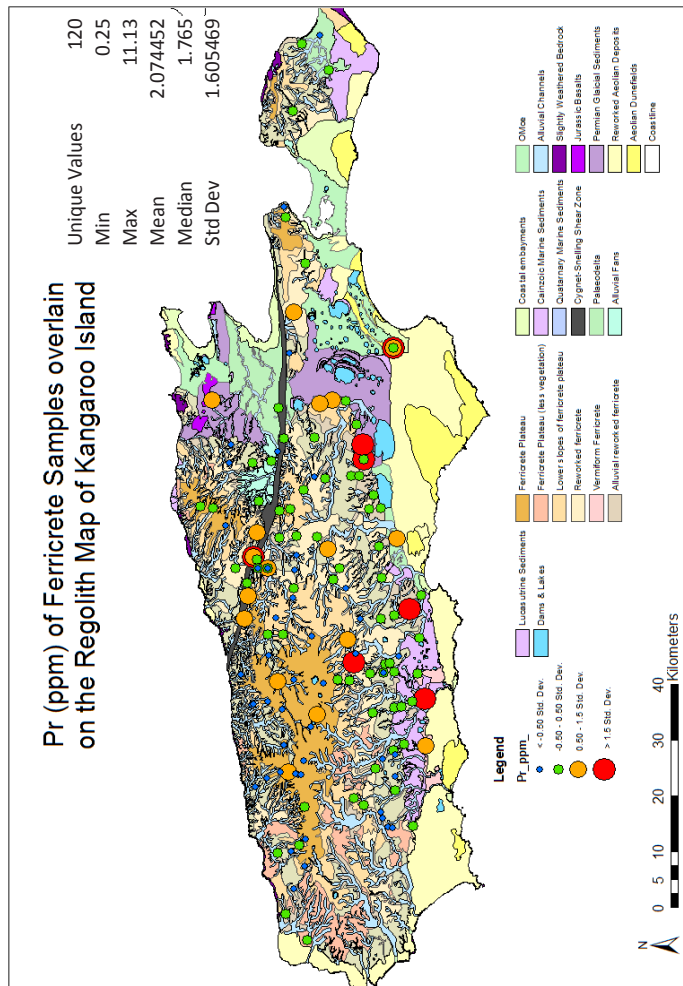 Pr (ppm) of Ferricrete Samples overlain
on the Regolith Map of Kangaroo Island
Unique Values 120
Min 0.25
Max 11.13
Mean 2.074452
Median 1.765
Std Dev 1.605469
Legend
Pr_ppm_
< -0.50 Std. Dev.
-0.50 - 0.50 Std. Dev.
0.50 - 1.5 Std. Dev.
> 1.5 Std. Dev.
Lucasutrine Sediments
Dams & Lakes
Ferricrete Plateau
Ferricrete Plateau (less vegetation)
Lower slopes of ferricrete plateau
Reworked ferricrete
Vermiform Ferricrete
Alluvial reworked ferricrete
Coastal embayments
Cainzoic Marine Sediments
Quatarnary Marine Sediments
Cygnet-Snelling Shear Zone
Palaeodelta
Alluvial Fans
Alluvial Channels
Slightly Weathered Bedrock
Jurassic Basalts
Permian Glacial Sediments
Reworked Aeolian Deposits
Aeolian Dunefields
Coastline
N
0 5 10 20 30 40
Kilometers